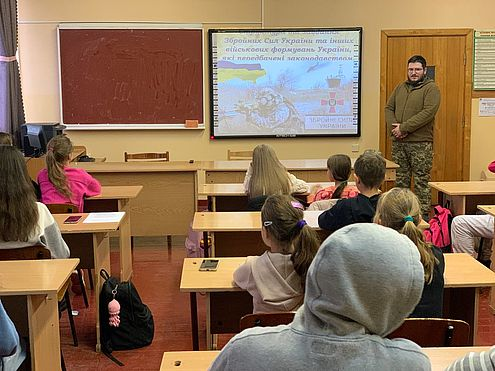 Збройних Сил України та інших
військових формувань України,
які передбачені законодавством
ЗБРОЙНІ СИЛИ
УКРАЇНИ